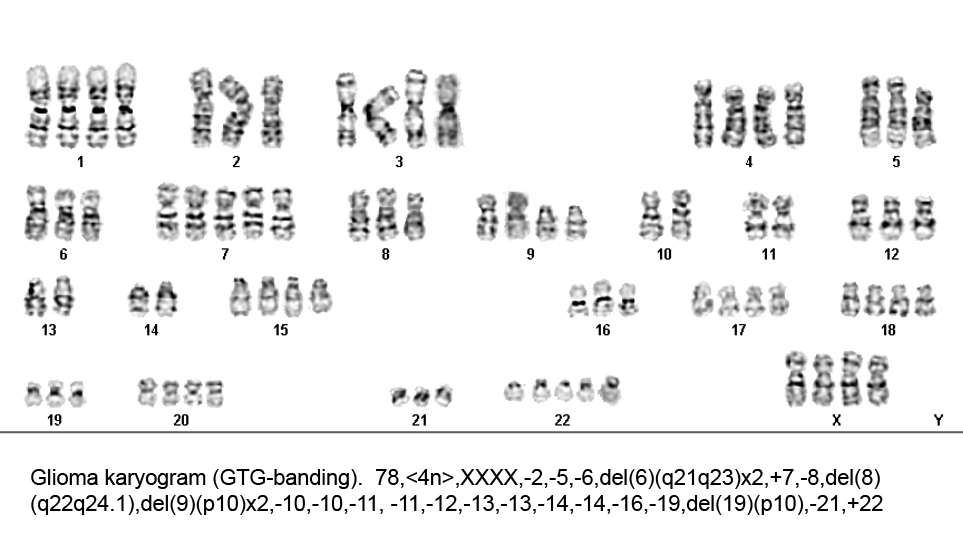 1 2 3 4 5
6 7 8 9 10 11 12
13 14 15 16 17 18
19 20 21 22 X Y
Glioma karyogram (GTG-banding).  78,<4n>,XXXX,-2,-5,-6,del(6)(q21q23)x2,+7,-8,del(8)
(q22q24.1),del(9)(p10)x2,-10,-10,-11, -11,-12,-13,-13,-14,-14,-16,-19,del(19)(p10),-21,+22